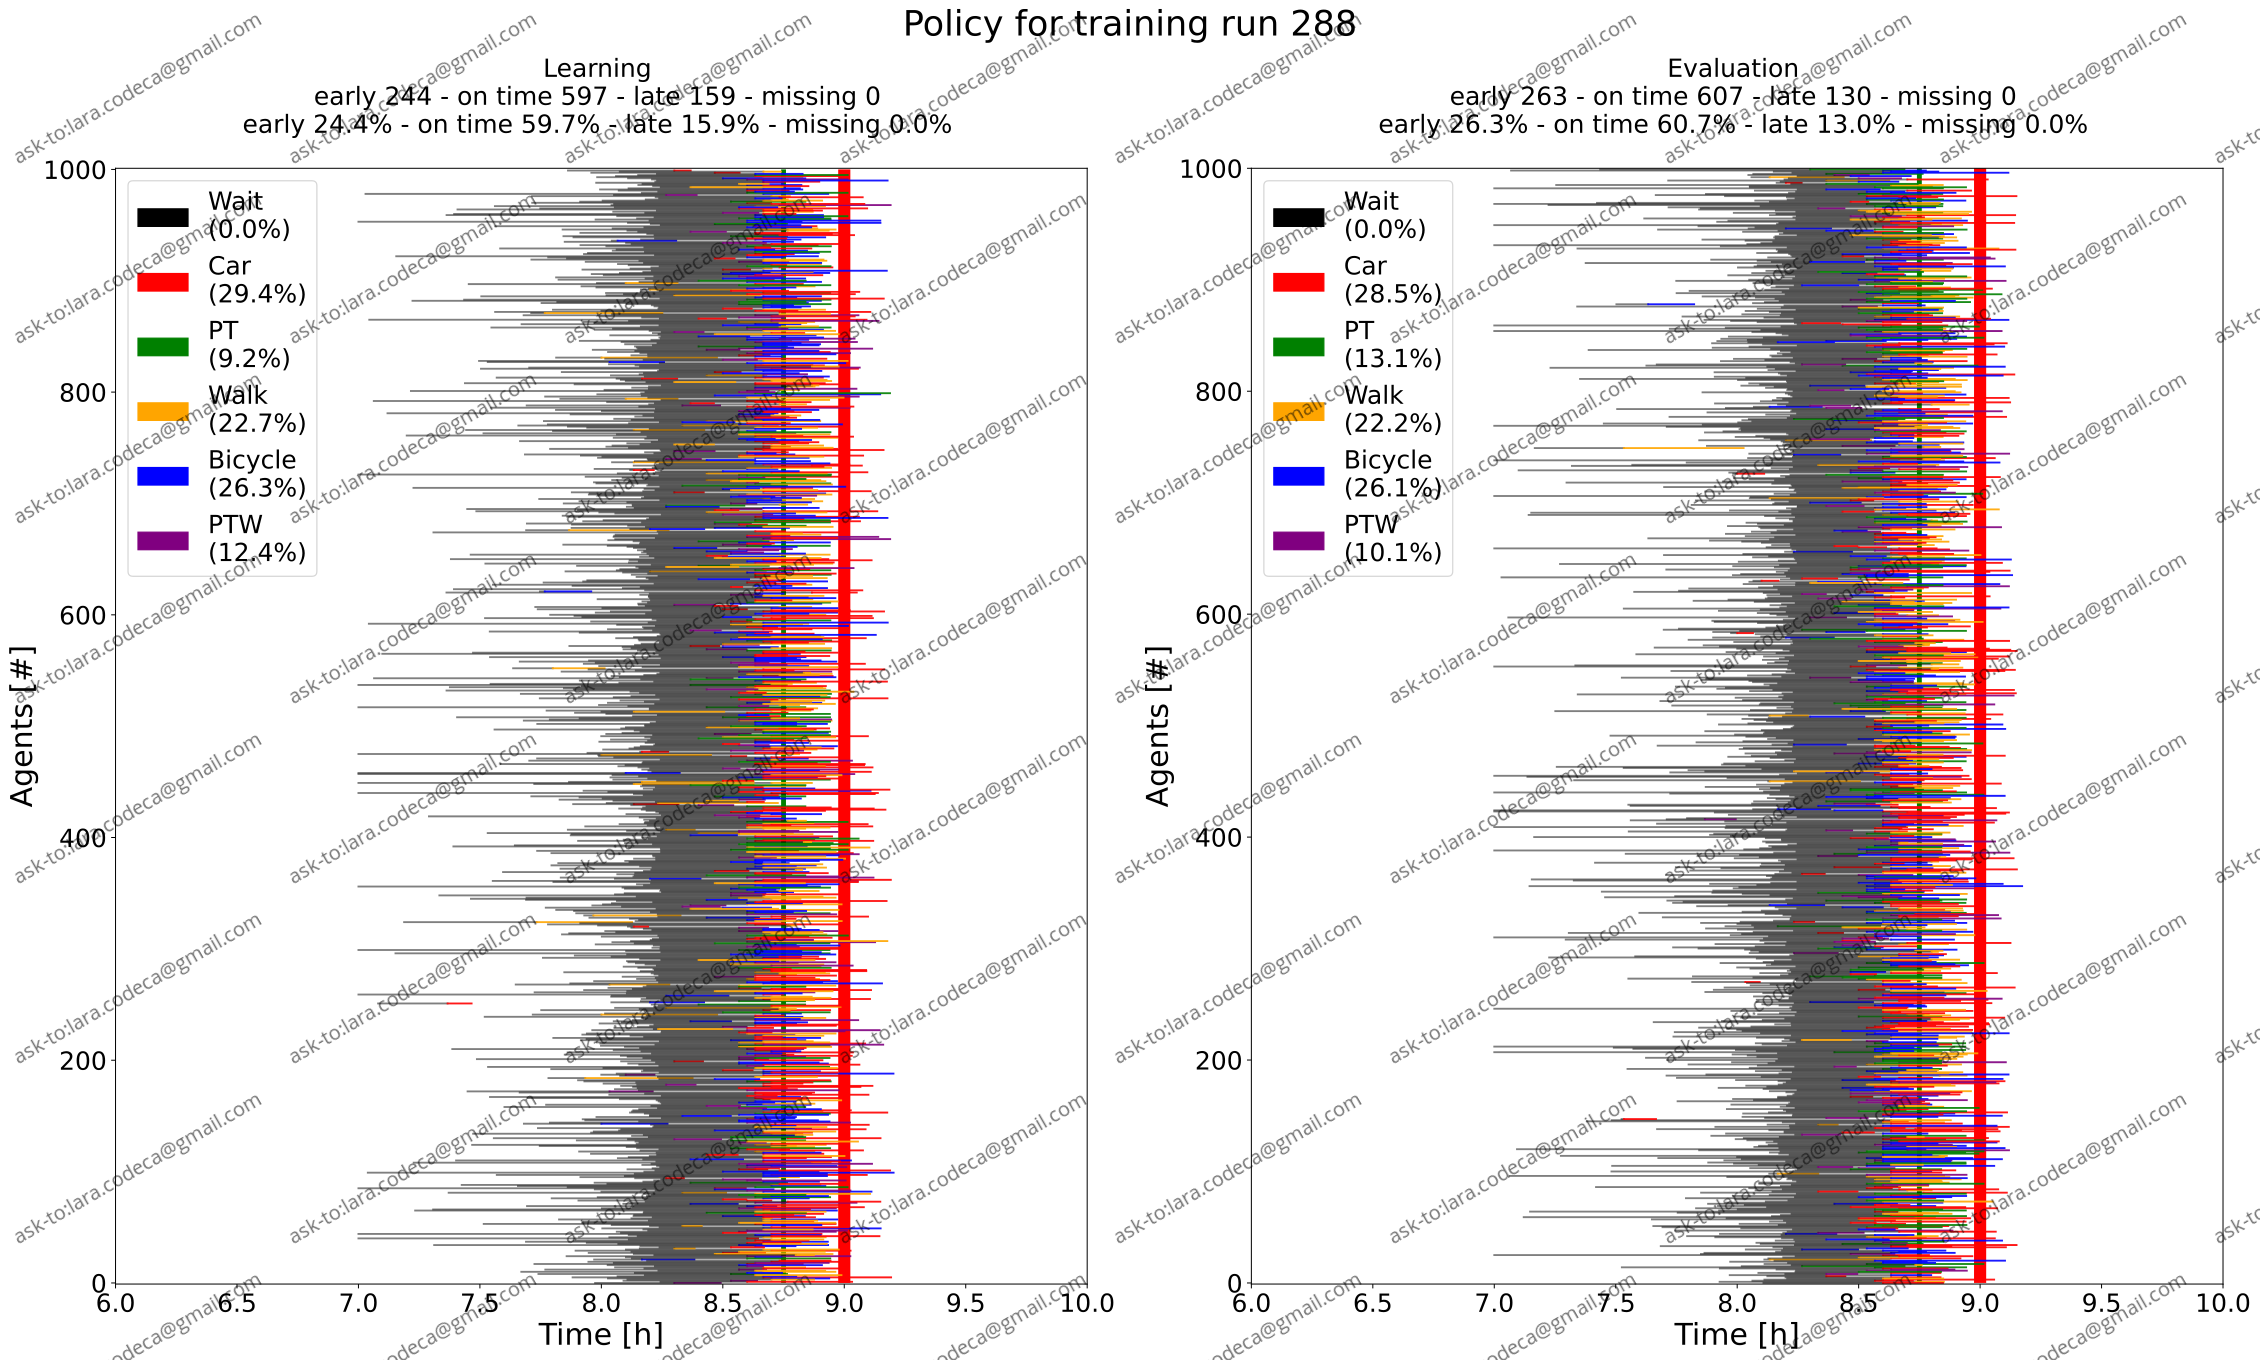 Policy for training run 288
Learning
early 244 - on time 597 - late 159 - missing 0
early 24.4% - on time 59.7% - late 15.9% - missing 0.0%
1000
800
600
400
200
0
Agents [#]
Wait
(0.0%)
Car
(29.4%)
PT
(9.2%)
Walk
(22.7%)
Bicycle
(26.3%)
PTW
(12.4%)
6.0 6.5 7.0 7.5 8.0 8.5 9.0 9.5 10.0
Time [h]
Evaluation
early 263 - on time 607 - late 130 - missing 0
early 26.3% - on time 60.7% - late 13.0% - missing 0.0%
1000
800
600
400
200
0
Agents [#]
Wait
(0.0%)
Car
(28.5%)
PT
(13.1%)
Walk
(22.2%)
Bicycle
(26.1%)
PTW
(10.1%)
6.0 6.5 7.0 7.5 8.0 8.5 9.0 9.5 10.0
Time [h]
ask-to:lara.codeca@gmail.com